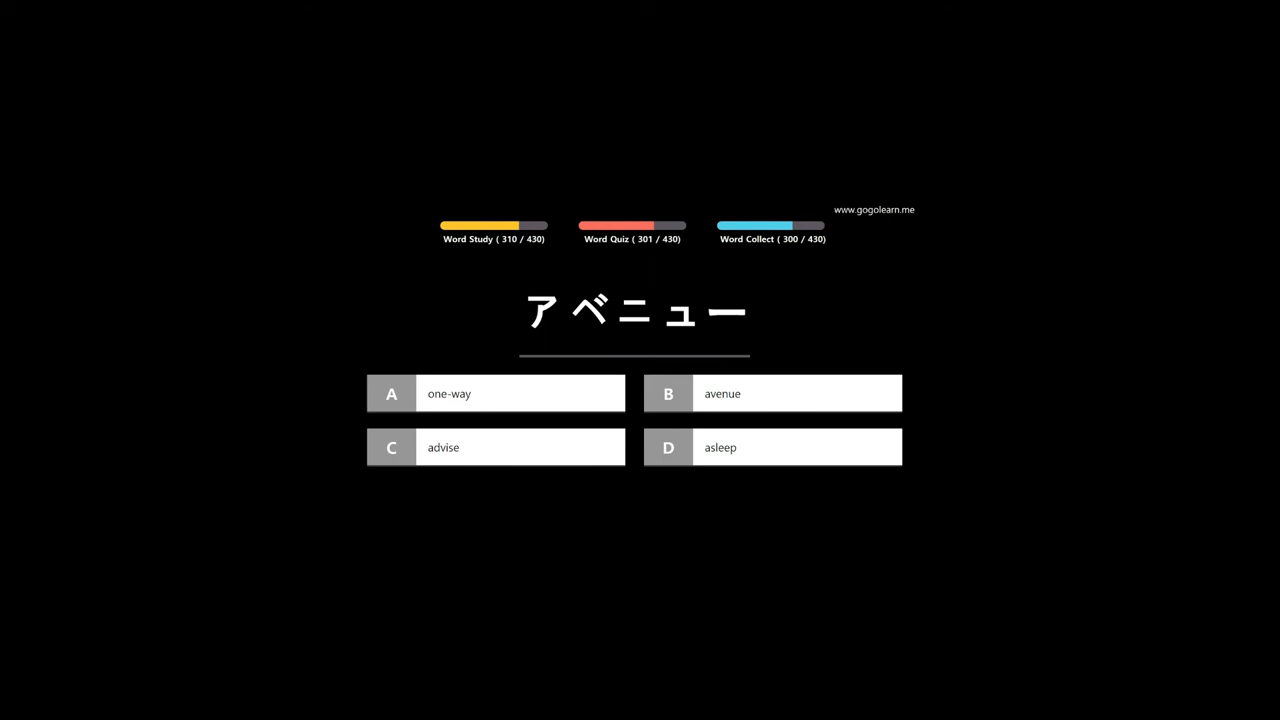 www.gogolearn.me
Word Study ( 310 / 430) Word Quiz ( 301 / 430) Word Collect ( 300 / 430)
アベニュー
A one-way
B avenue
C advise
D asleep